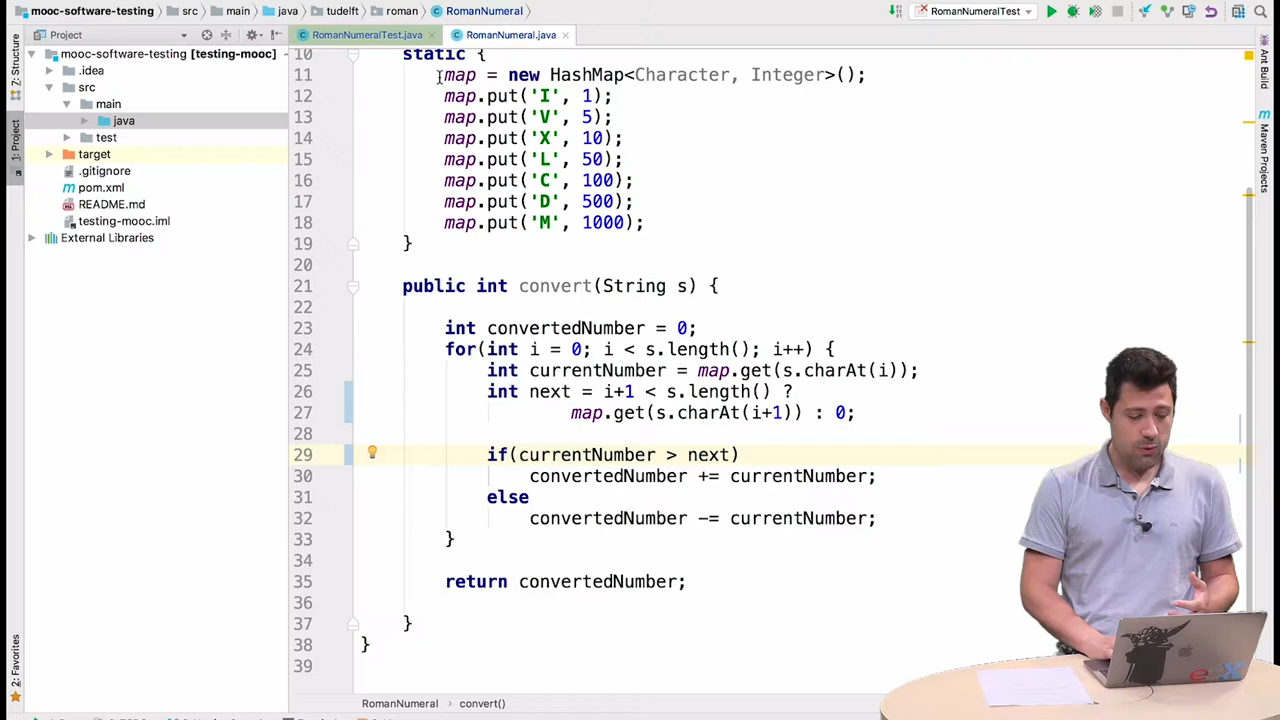 mooc-software-testing src main java tudelft roman RomanNumeral RomanNumeralTest
Project RomanNumeralTest.java RomanNumeral.java
mooc-software-testing [testing-mooc]
.idea
src
main
java
test
target
.gitignore
pom.xml
README.md
testing-mooc.iml
External Libraries
7: Structure
1: Project
2: Favorites
10 static {
11 map = new HashMap<Character, Integer>();
12 map.put('I', 1);
13 map.put('V', 5);
14 map.put('X', 10);
15 map.put('L', 50);
16 map.put('C', 100);
17 map.put('D', 500);
18 map.put('M', 1000);
19 }
20
21 public int convert(String s) {
22
23 int convertedNumber = 0;
24 for(int i = 0; i < s.length(); i++) {
25 int currentNumber = map.get(s.charAt(i));
26 int next = i+1 < s.length() ?
27 map.get(s.charAt(i+1)) : 0;
28
29 if(currentNumber > next)
30 convertedNumber += currentNumber;
31 else
32 convertedNumber -= currentNumber;
33 }
34
35 return convertedNumber;
36
37 }
38 }
39
Ant Build
Maven Projects
RomanNumeral convert()